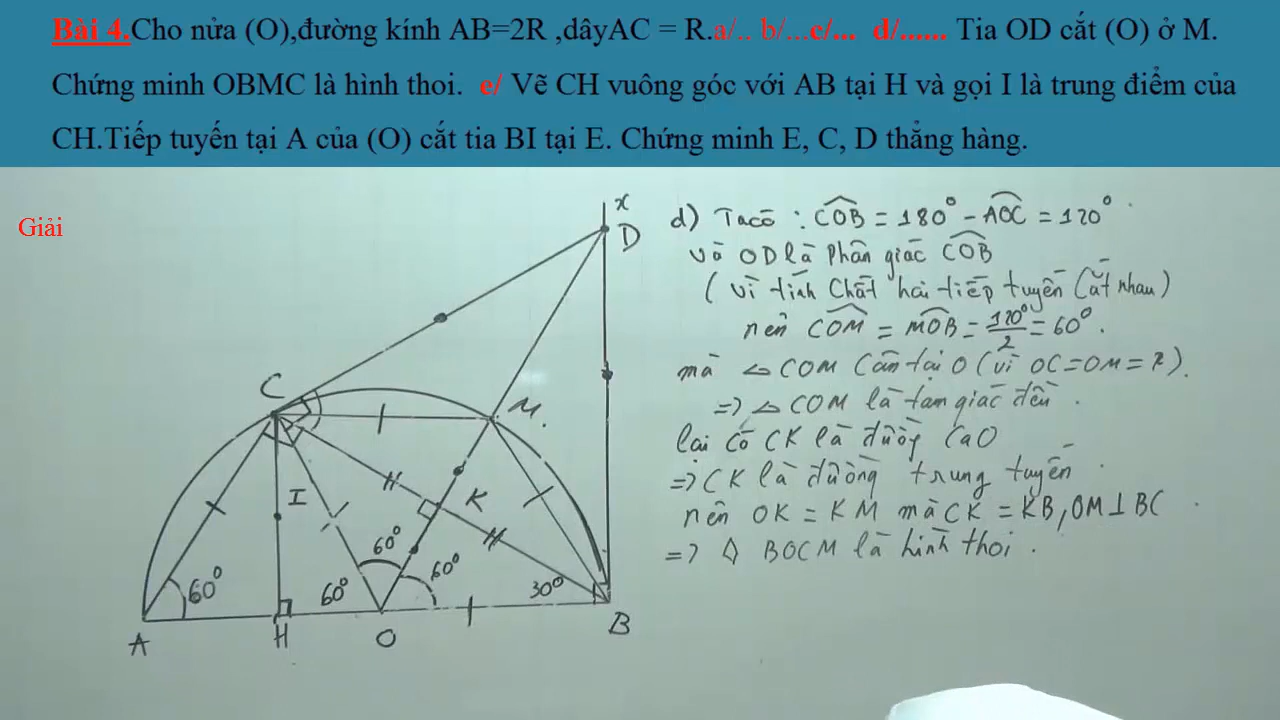 Bài 4.Cho nửa (O),đường kính AB=2R ,dâyAC = R.a/.. b/...c/... d/...... Tia OD cắt (O) ở M.
Chứng minh OBMC là hình thoi. e/ Vẽ CH vuông góc với AB tại H và gọi I là trung điểm của
CH.Tiếp tuyến tại A của (O) cắt tia BI tại E. Chứng minh E, C, D thẳng hàng.
Giải
x
D
C
M.
I
K
60°
60°
60°
60°
30°
A
H
O
B
d) Ta có : COB = 180° - AOC = 120°
và OD là phân giác COB
( vì tính chất hai tiếp tuyến cắt nhau)
nên COM = MOB = 120°/2 = 60°.
mà △ COM cân tại O (vì OC=OM=R).
=> △ COM là tam giác đều .
lại có CK là đường cao
=> CK là đường trung tuyến
nên OK = KM mà CK = KB, OM ⊥ BC
=> ◊ BOCM là hình thoi .